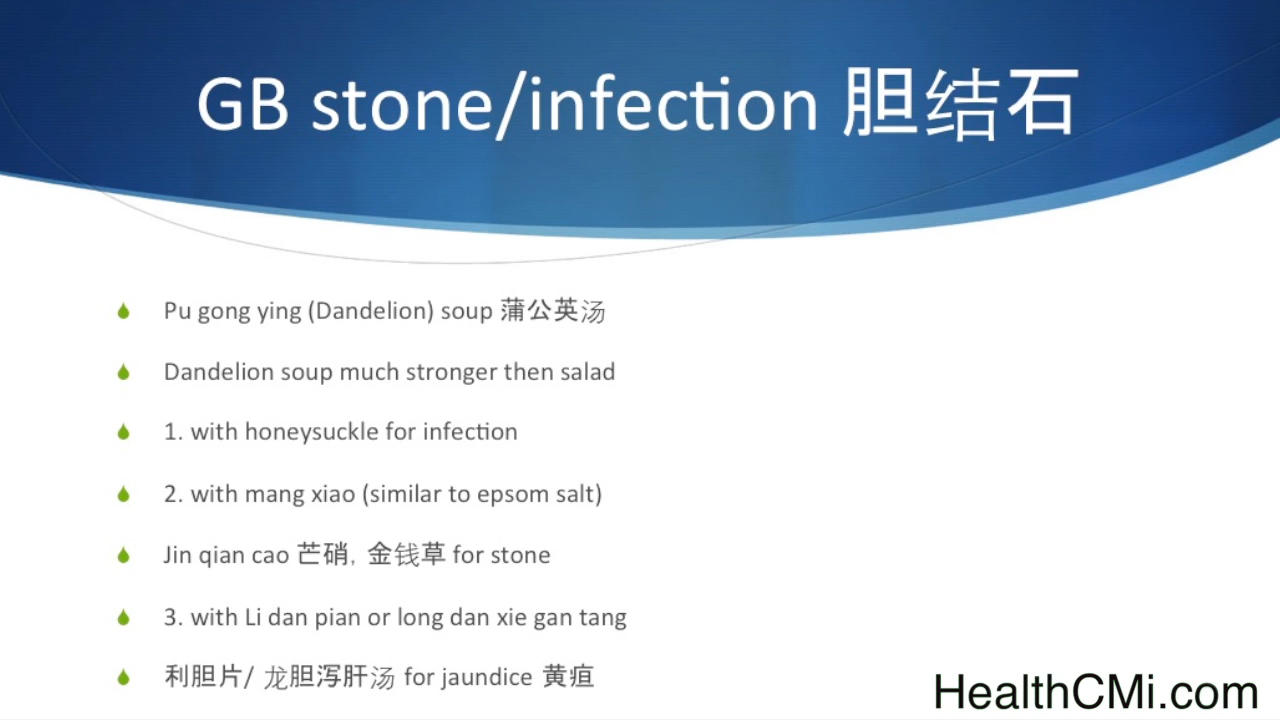 GB stone/infection 胆结石
Pu gong ying (Dandelion) soup 蒲公英汤
Dandelion soup much stronger then salad
1. with honeysuckle for infection
2. with mang xiao (similar to epsom salt)
Jin qian cao 芒硝, 金钱草 for stone
3. with Li dan pian or long dan xie gan tang
利胆片/ 龙胆泻肝汤 for jaundice 黄疸
HealthCMi.com